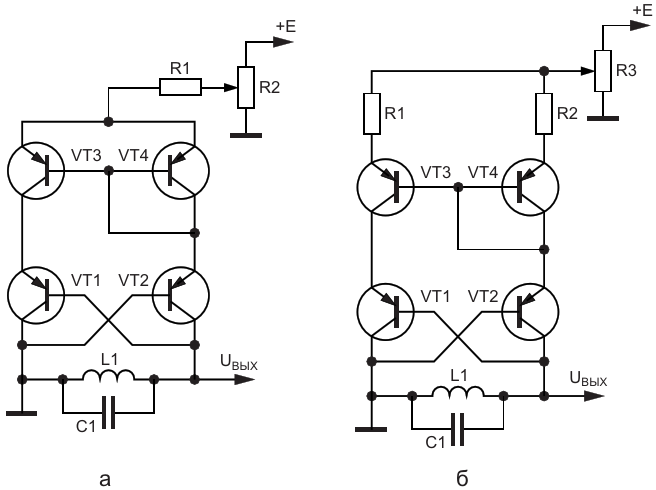 +E
R1
R2
VT3 VT4
VT1 VT2
L1
UВЫХ
C1
а
+E
R3
R1
R2
VT3 VT4
VT1 VT2
L1
UВЫХ
C1
б